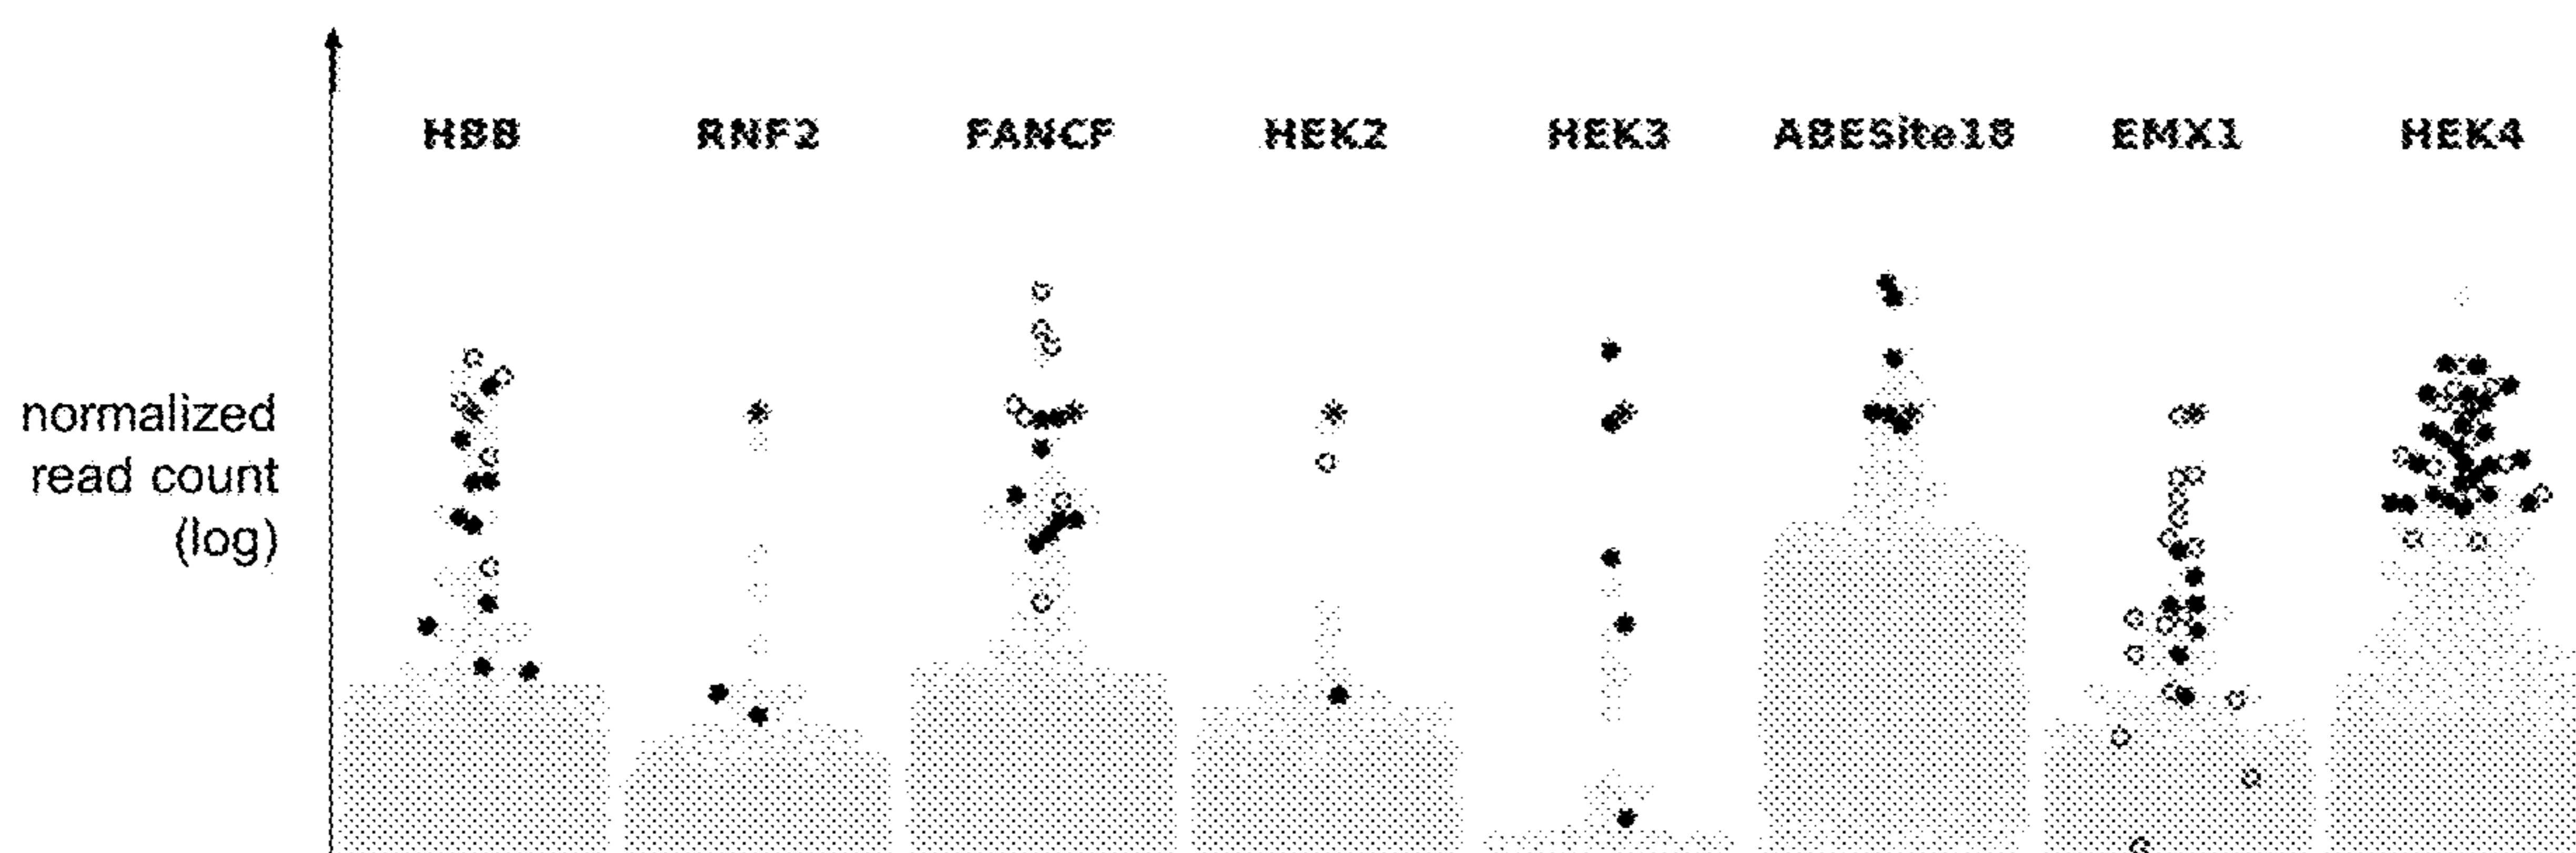 HBB RNF2 FANCF HEK2 HEK3 ABESite18 EMX1 HEK4
normalized
read count
(log)